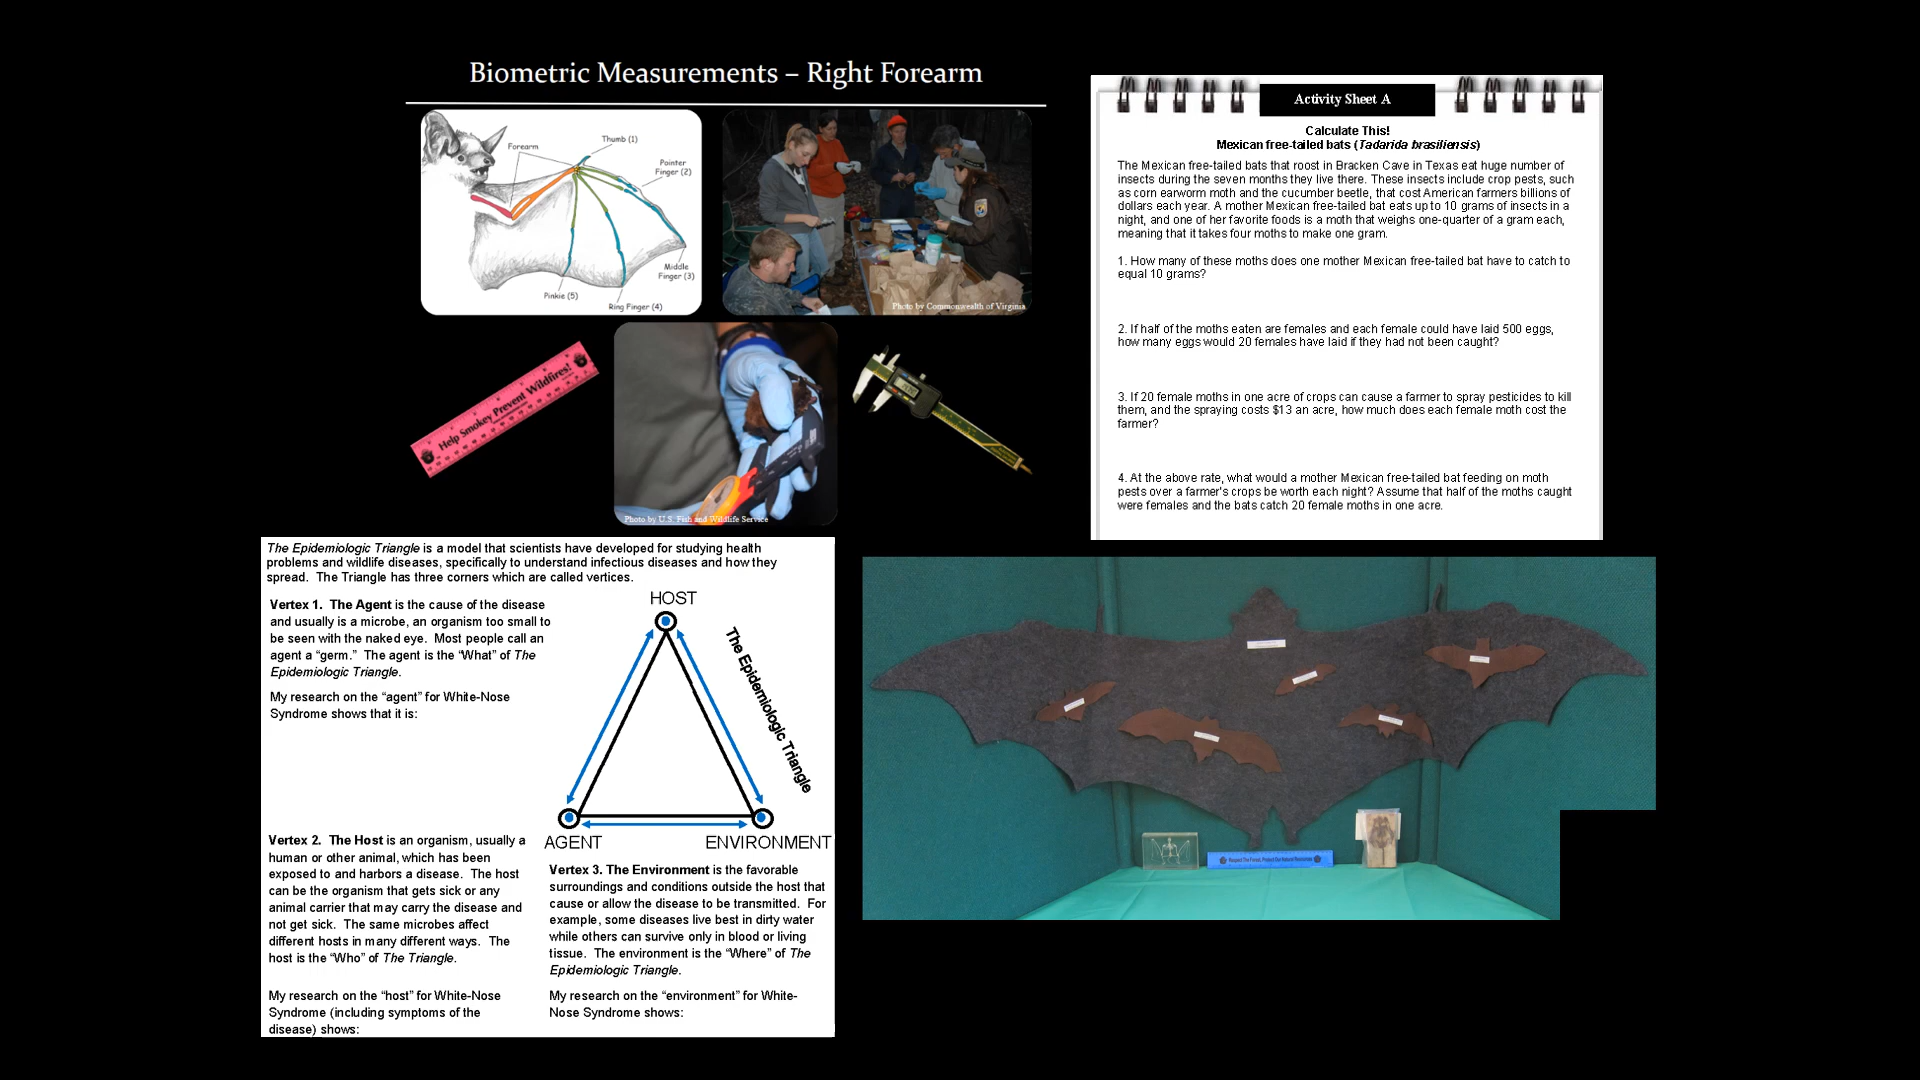 Biometric Measurements – Right Forearm
Thumb (1)
Forearm
Pointer
Finger (2)
Middle
Finger (3)
Pinkie (5)
Ring Finger (4)
Photo by Commonwealth of Virginia
Help Smokey Prevent Wildfires!
Photo by U.S. Fish and Wildlife Service
Activity Sheet A
Calculate This!
Mexican free-tailed bats (Tadarida brasiliensis)
The Mexican free-tailed bats that roost in Bracken Cave in Texas eat huge number of
insects during the seven months they live there. These insects include crop pests, such
as corn earworm moth and the cucumber beetle, that cost American farmers billions of
dollars each year. A mother Mexican free-tailed bat eats up to 10 grams of insects in a
night, and one of her favorite foods is a moth that weighs one-quarter of a gram each,
meaning that it takes four moths to make one gram.
1. How many of these moths does one mother Mexican free-tailed bat have to catch to
equal 10 grams?
2. If half of the moths eaten are females and each female could have laid 500 eggs,
how many eggs would 20 females have laid if they had not been caught?
3. If 20 female moths in one acre of crops can cause a farmer to spray pesticides to kill
them, and the spraying costs $13 an acre, how much does each female moth cost the
farmer?
4. At the above rate, what would a mother Mexican free-tailed bat feeding on moth
pests over a farmer's crops be worth each night? Assume that half of the moths caught
were females and the bats catch 20 female moths in one acre.
The Epidemiologic Triangle is a model that scientists have developed for studying health
problems and wildlife diseases, specifically to understand infectious diseases and how they
spread. The Triangle has three corners which are called vertices.
Vertex 1. The Agent is the cause of the disease
and usually is a microbe, an organism too small to
be seen with the naked eye. Most people call an
agent a “germ.” The agent is the “What” of The
Epidemiologic Triangle.
My research on the “agent” for White-Nose
Syndrome shows that it is:
HOST
The Epidemiologic Triangle
AGENT
ENVIRONMENT
Vertex 2. The Host is an organism, usually a
human or other animal, which has been
exposed to and harbors a disease. The host
can be the organism that gets sick or any
animal carrier that may carry the disease and
not get sick. The same microbes affect
different hosts in many different ways. The
host is the “Who” of The Triangle.
My research on the “host” for White-Nose
Syndrome (including symptoms of the
disease) shows:
Vertex 3. The Environment is the favorable
surroundings and conditions outside the host that
cause or allow the disease to be transmitted. For
example, some diseases live best in dirty water
while others can survive only in blood or living
tissue. The environment is the “Where” of The
Epidemiologic Triangle.
My research on the “environment” for White-
Nose Syndrome shows:
Respect The Forest, Protect Our Natural Resources